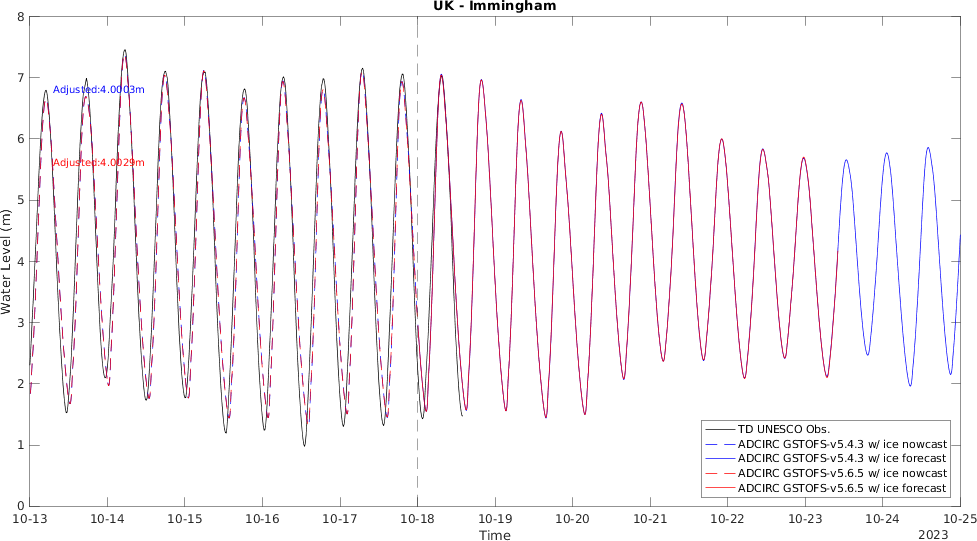 UK - Immingham
8
7
6
5
4
3
2
1
0
Water Level (m)
Adjusted:4.0003m
Adjusted:4.0029m
TD UNESCO Obs.
ADCIRC GSTOFS-v5.4.3 w/ ice nowcast
ADCIRC GSTOFS-v5.4.3 w/ ice forecast
ADCIRC GSTOFS-v5.6.5 w/ ice nowcast
ADCIRC GSTOFS-v5.6.5 w/ ice forecast
10-13 10-14 10-15 10-16 10-17 10-18 10-19 10-20 10-21 10-22 10-23 10-24 10-25
Time
2023